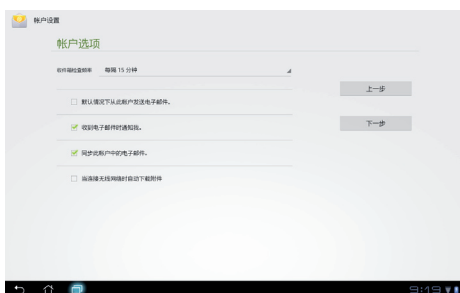 帐户设置
帐户选项
收件箱检查频率 每隔 15 分钟
上一步
默认情况下从此帐户发送电子邮件。
下一步
收到电子邮件时通知我。
同步此帐户中的电子邮件。
当连接无线网络时自动下载附件
9:19